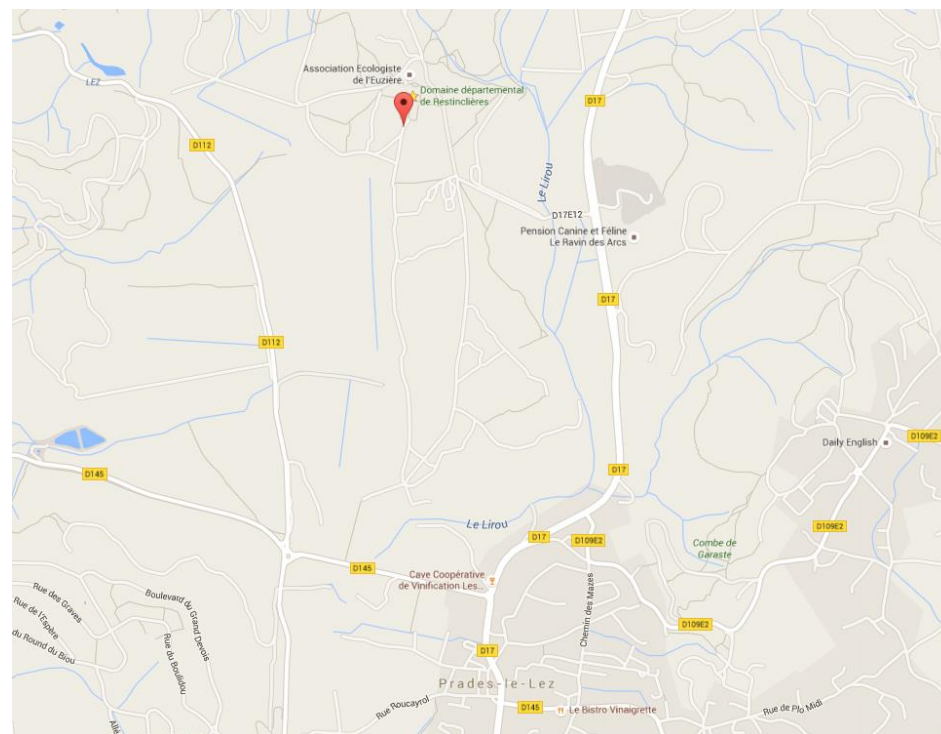 LEZ
Association Ecologiste
de l'Euzière
Domaine départemental
de Restinclières
D17
D112
Le Lirou
D17E12
Pension Canine et Féline
Le Ravin des Arcs
D17
D112
D109E2
Daily English
D145
D17
Le Lirou
D17
D109E2
D109E2
Combe de
Garaste
D145
Cave Coopérative
de Vinification Les...
Chemin des Mazes
Rue des Graves
Rue de l'Espère
du Round du Biou
Boulevard du Grand Devois
Rue du Boulidou
D109E2
D17
Prades-le-Lez
Rue Roucayrol
D145
Le Bistro Vinaigrette
Rue de Plo Midi
Allé